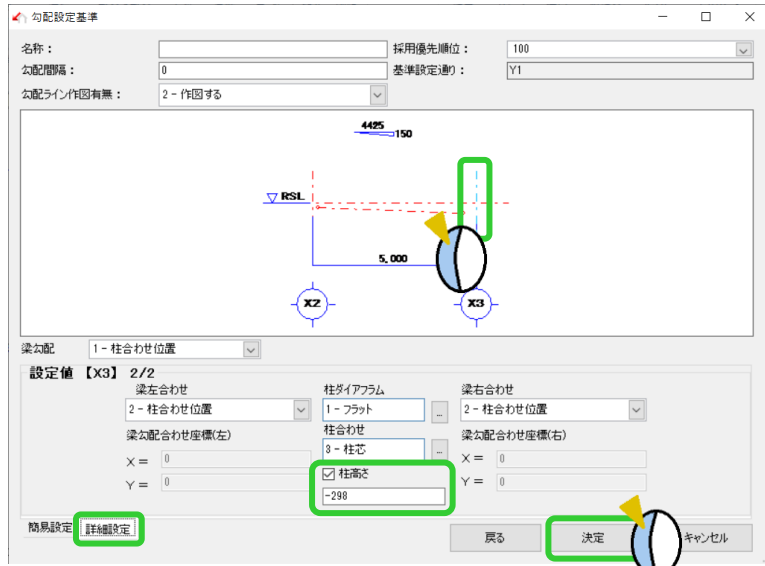 勾配設定基準
名称： 採用優先順位： 100
勾配間隔： 0 基準設定通り： Y1
勾配ライン作図有無： 2 - 作図する
4425
150
RSL
5,000
X2 X3
梁勾配 1 - 柱合わせ位置
設定値 【X3】 2/2
梁左合わせ 柱ダイアフラム 梁右合わせ
2 - 柱合わせ位置 1 - フラット ... 2 - 柱合わせ位置
梁勾配合わせ座標(左) 柱合わせ 梁勾配合わせ座標(右)
3 - 柱芯 ...
X = 0 柱高さ X = 0
Y = 0 -298 Y = 0
簡易設定 詳細設定
戻る 決定 キャンセル